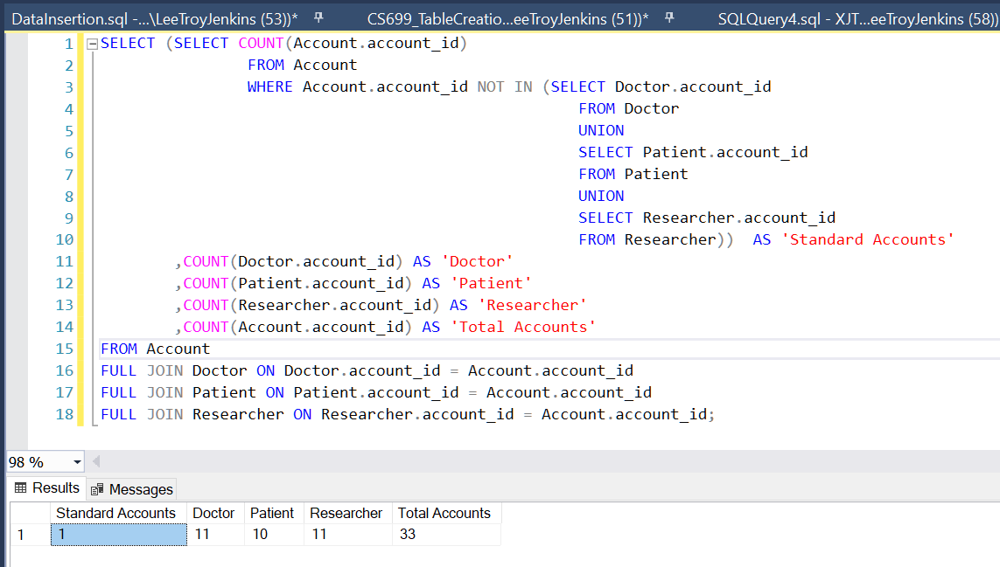 DataInsertion.sql -...\LeeTroyJenkins (53))* CS699_TableCreatio...eeTroyJenkins (51))* SQLQuery4.sql - XJT...eeTroyJenkins (58))
1 SELECT (SELECT COUNT(Account.account_id)
2 FROM Account
3 WHERE Account.account_id NOT IN (SELECT Doctor.account_id
4 FROM Doctor
5 UNION
6 SELECT Patient.account_id
7 FROM Patient
8 UNION
9 SELECT Researcher.account_id
10 FROM Researcher)) AS 'Standard Accounts'
11 ,COUNT(Doctor.account_id) AS 'Doctor'
12 ,COUNT(Patient.account_id) AS 'Patient'
13 ,COUNT(Researcher.account_id) AS 'Researcher'
14 ,COUNT(Account.account_id) AS 'Total Accounts'
15 FROM Account
16 FULL JOIN Doctor ON Doctor.account_id = Account.account_id
17 FULL JOIN Patient ON Patient.account_id = Account.account_id
18 FULL JOIN Researcher ON Researcher.account_id = Account.account_id;
98 %
Results Messages
Standard Accounts Doctor Patient Researcher Total Accounts
1 1 11 10 11 33